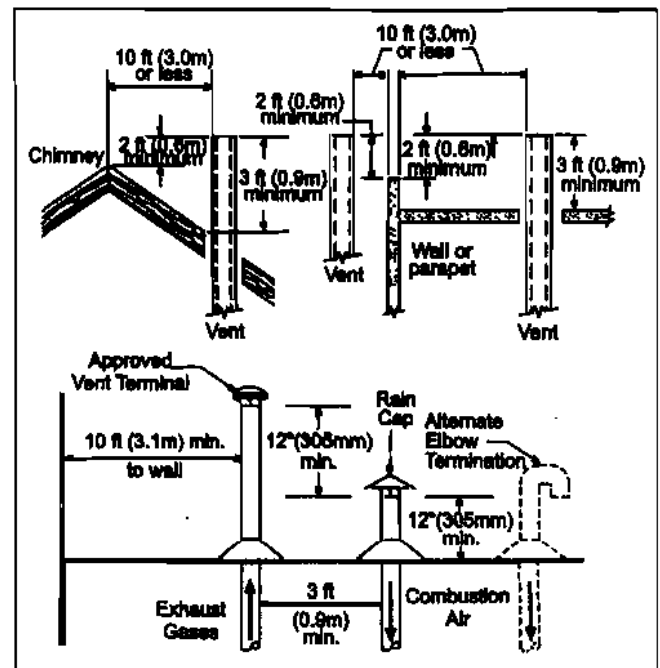 10 ft (3.0m)
or less
10 ft (3.0m)
or less
2 ft (0.6m)
minimum
Chimney
2 ft (0.6m)
minimum
3 ft (0.9m)
minimum
2 ft (0.6m)
minimum
3 ft (0.9m)
minimum
Wall or
parapet
Vent
Vent
Vent
Approved
Vent Terminal
Rain
Cap
Alternate
Elbow
Termination
10 ft (3.1m) min.
to wall
12"(305mm)
min.
12"(305mm)
min.
Exhaust
Gases
3 ft
(0.9m)
min.
Combustion
Air